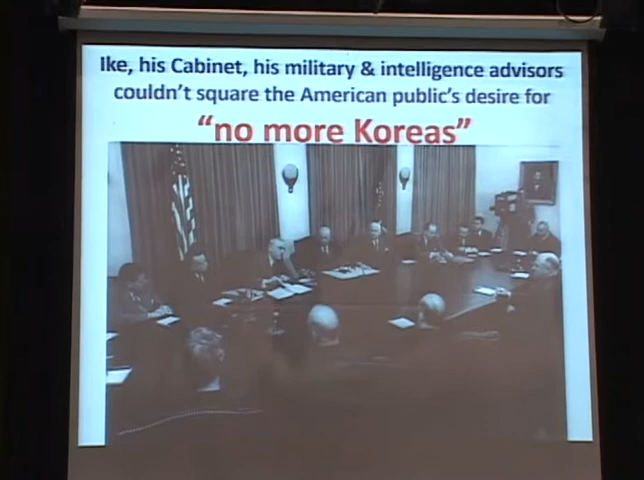 Ike, his Cabinet, his military & intelligence advisors
couldn't square the American public's desire for
“no more Koreas”